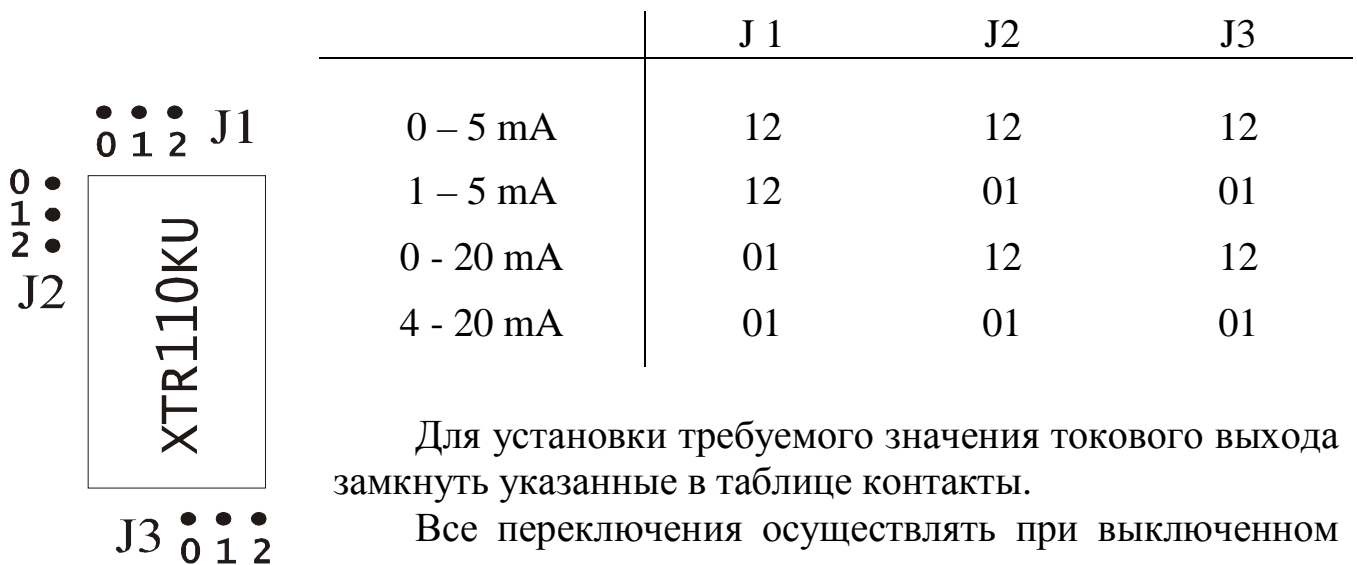 J 1 J2 J3
0 – 5 mA 12 12 12
1 – 5 mA 12 01 01
0 - 20 mA 01 12 12
4 - 20 mA 01 01 01
0 1 2 J1
0
1
2
J2
XTR110KU
J3 0 1 2
Для установки требуемого значения токового выхода
замкнуть указанные в таблице контакты.
Все переключения осуществлять при выключенном